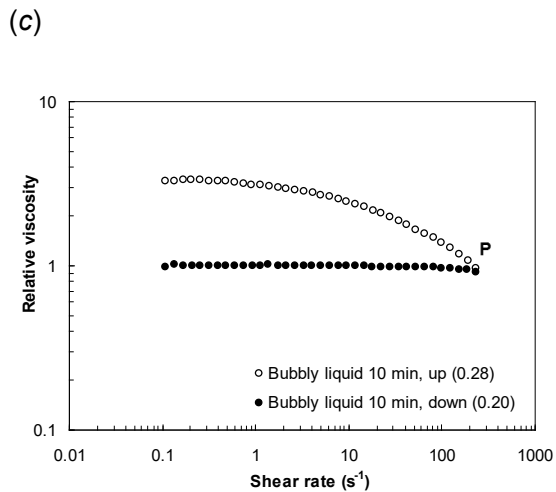 (c)
10
1
0.1
Relative viscosity
P
Bubbly liquid 10 min, up (0.28)
Bubbly liquid 10 min, down (0.20)
0.01 0.1 1 10 100 1000
Shear rate (s⁻¹)